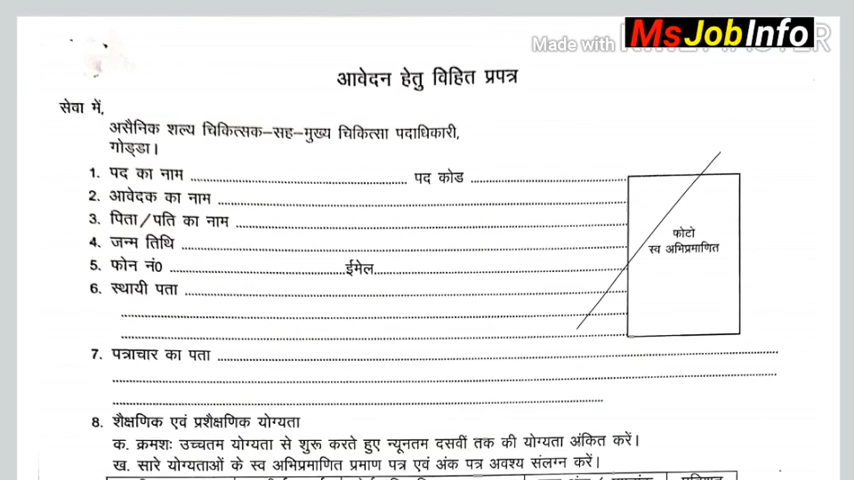 MsJobInfo
Made with
आवेदन हेतु विहित प्रपत्र
सेवा में,
असैनिक शल्य चिकित्सक–सह–मुख्य चिकित्सा पदाधिकारी,
गोड्डा।
1. पद का नाम ........ पद कोड ........
2. आवेदक का नाम ........
3. पिता/पति का नाम ........
4. जन्म तिथि ........
5. फोन नं0 ........ ईमेल ........
6. स्थायी पता ........
फोटो
स्व अभिप्रमाणित
7. पत्राचार का पता ........
8. शैक्षणिक एवं प्रशैक्षणिक योग्यता
क. क्रमशः उच्चतम योग्यता से शुरू करते हुए न्यूनतम दसवीं तक की योग्यता अंकित करें।
ख. सारे योग्यताओं के स्व अभिप्रमाणित प्रमाण पत्र एवं अंक पत्र अवश्य संलग्न करें।